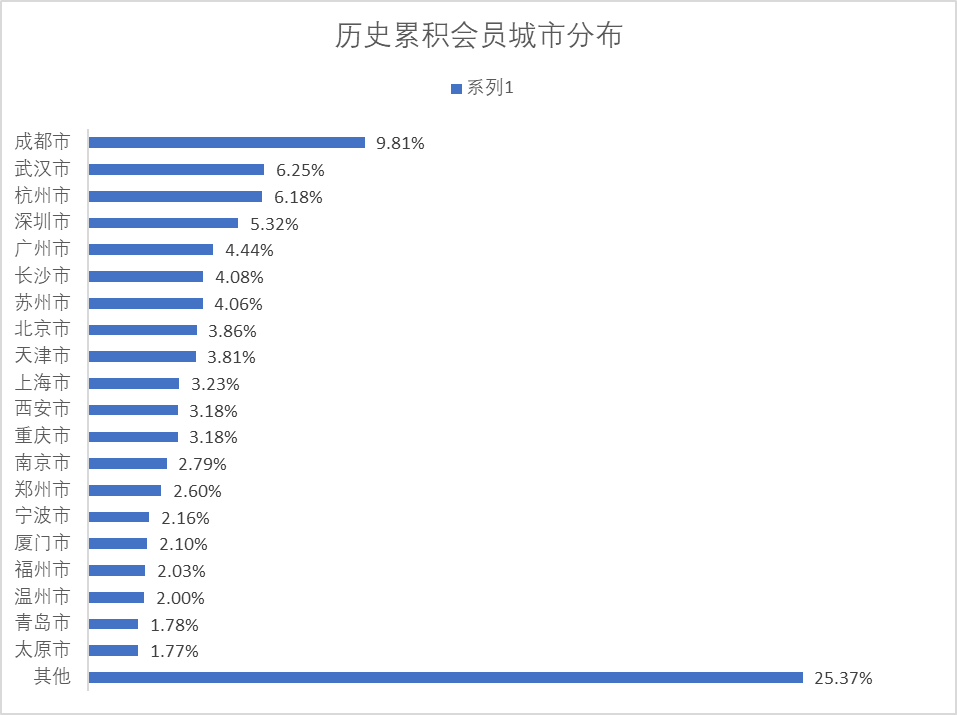 历史累积会员城市分布
系列1
成都市 9.81%
武汉市 6.25%
杭州市 6.18%
深圳市 5.32%
广州市 4.44%
长沙市 4.08%
苏州市 4.06%
北京市 3.86%
天津市 3.81%
上海市 3.23%
西安市 3.18%
重庆市 3.18%
南京市 2.79%
郑州市 2.60%
宁波市 2.16%
厦门市 2.10%
福州市 2.03%
温州市 2.00%
青岛市 1.78%
太原市 1.77%
其他 25.37%